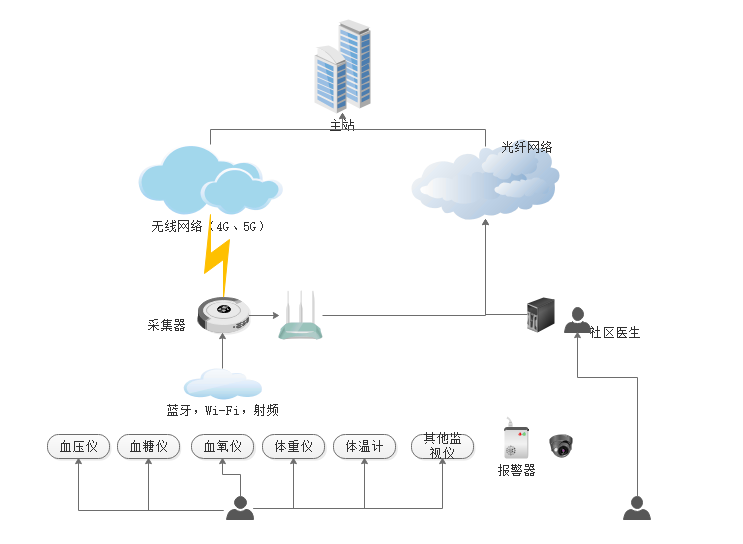 主站
光纤网络
无线网络（4G、5G）
采集器
社区医生
蓝牙，Wi-Fi，射频
血压仪
血糖仪
血氧仪
体重仪
体温计
其他监
视仪
报警器